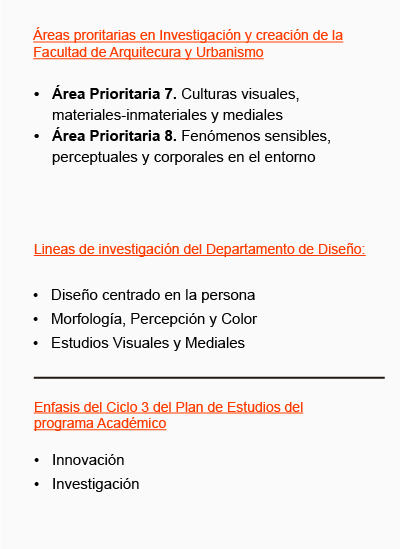 Áreas proritarias en Investigación y creación de la
Facultad de Arquitecura y Urbanismo
• Área Prioritaria 7. Culturas visuales,
materiales-inmateriales y mediales
• Área Prioritaria 8. Fenómenos sensibles,
perceptuales y corporales en el entorno
Lineas de investigación del Departamento de Diseño:
• Diseño centrado en la persona
• Morfología, Percepción y Color
• Estudios Visuales y Mediales
Enfasis del Ciclo 3 del Plan de Estudios del
programa Académico
• Innovación
• Investigación